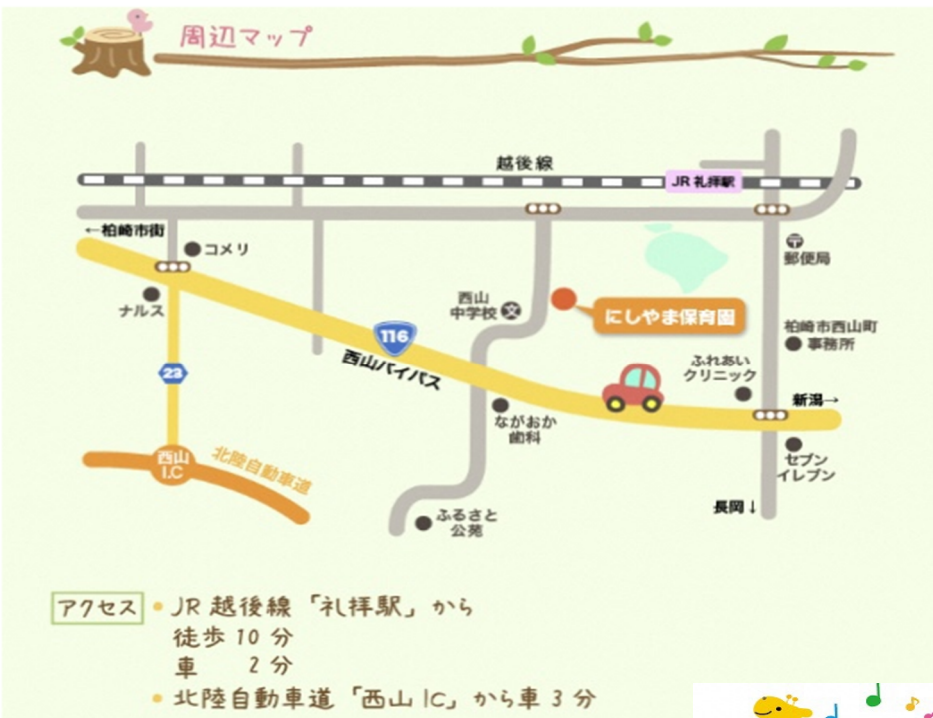 周辺マップ
越後線
JR 礼拝駅
←柏崎市街
コメリ
ナルス
郵便局
西山
中学校
文
にしやま保育園
116
西山バイパス
柏崎市西山町
事務所
ふれあい
クリニック
新潟→
23
ながおか
歯科
セブン
イレブン
西山
I.C
北陸自動車道
長岡↓
ふるさと
公苑
アクセス
・JR 越後線「礼拝駅」から
徒歩 10 分
車 2 分
・北陸自動車道「西山 IC」から車 3 分